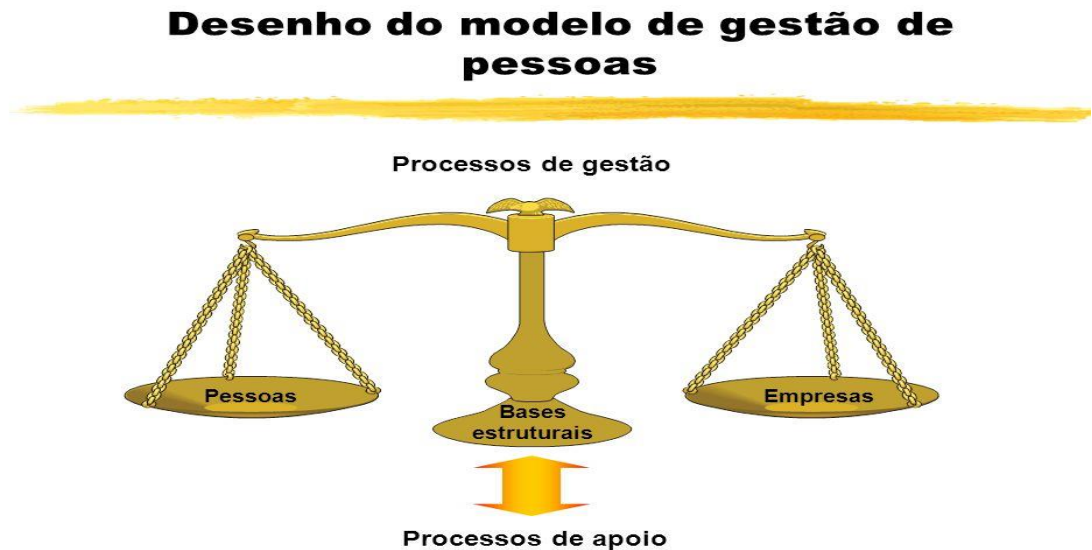 Desenho do modelo de gestão de
pessoas
Processos de gestão
Pessoas
Empresas
Bases
estruturais
Processos de apoio